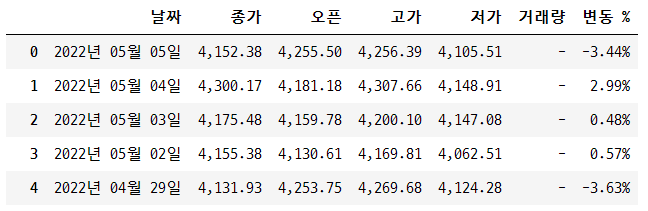 날짜 종가 오픈 고가 저가 거래량 변동 %
0 2022년 05월 05일 4,152.38 4,255.50 4,256.39 4,105.51 - -3.44%
1 2022년 05월 04일 4,300.17 4,181.18 4,307.66 4,148.91 - 2.99%
2 2022년 05월 03일 4,175.48 4,159.78 4,200.10 4,147.08 - 0.48%
3 2022년 05월 02일 4,155.38 4,130.61 4,169.81 4,062.51 - 0.57%
4 2022년 04월 29일 4,131.93 4,253.75 4,269.68 4,124.28 - -3.63%